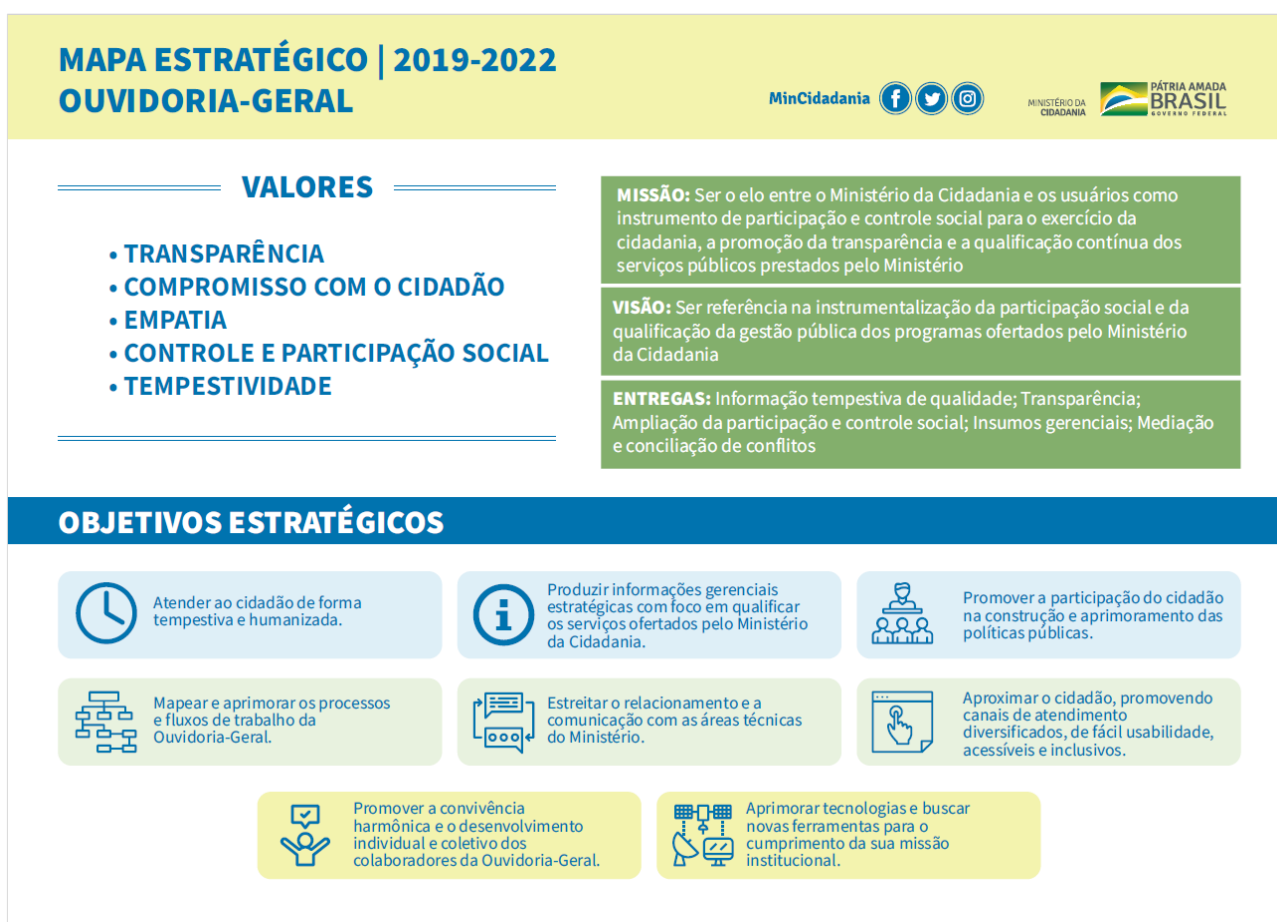 MAPA ESTRATÉGICO | 2019-2022
OUVIDORIA-GERAL
MinCidadania
MINISTÉRIO DA
CIDADANIA
PÁTRIA AMADA
BRASIL
GOVERNO FEDERAL
VALORES
• TRANSPARÊNCIA
• COMPROMISSO COM O CIDADÃO
• EMPATIA
• CONTROLE E PARTICIPAÇÃO SOCIAL
• TEMPESTIVIDADE
MISSÃO: Ser o elo entre o Ministério da Cidadania e os usuários como
instrumento de participação e controle social para o exercício da
cidadania, a promoção da transparência e a qualificação contínua dos
serviços públicos prestados pelo Ministério
VISÃO: Ser referência na instrumentalização da participação social e da
qualificação da gestão pública dos programas ofertados pelo Ministério
da Cidadania
ENTREGAS: Informação tempestiva de qualidade; Transparência;
Ampliação da participação e controle social; Insumos gerenciais; Mediação
e conciliação de conflitos
OBJETIVOS ESTRATÉGICOS
Atender ao cidadão de forma
tempestiva e humanizada.
Produzir informações gerenciais
estratégicas com foco em qualificar
os serviços ofertados pelo Ministério
da Cidadania.
Promover a participação do cidadão
na construção e aprimoramento das
políticas públicas.
Mapear e aprimorar os processos
e fluxos de trabalho da
Ouvidoria-Geral.
Estreitar o relacionamento e a
comunicação com as áreas técnicas
do Ministério.
Aproximar o cidadão, promovendo
canais de atendimento
diversificados, de fácil usabilidade,
acessíveis e inclusivos.
Promover a convivência
harmônica e o desenvolvimento
individual e coletivo dos
colaboradores da Ouvidoria-Geral.
Aprimorar tecnologias e buscar
novas ferramentas para o
cumprimento da sua missão
institucional.